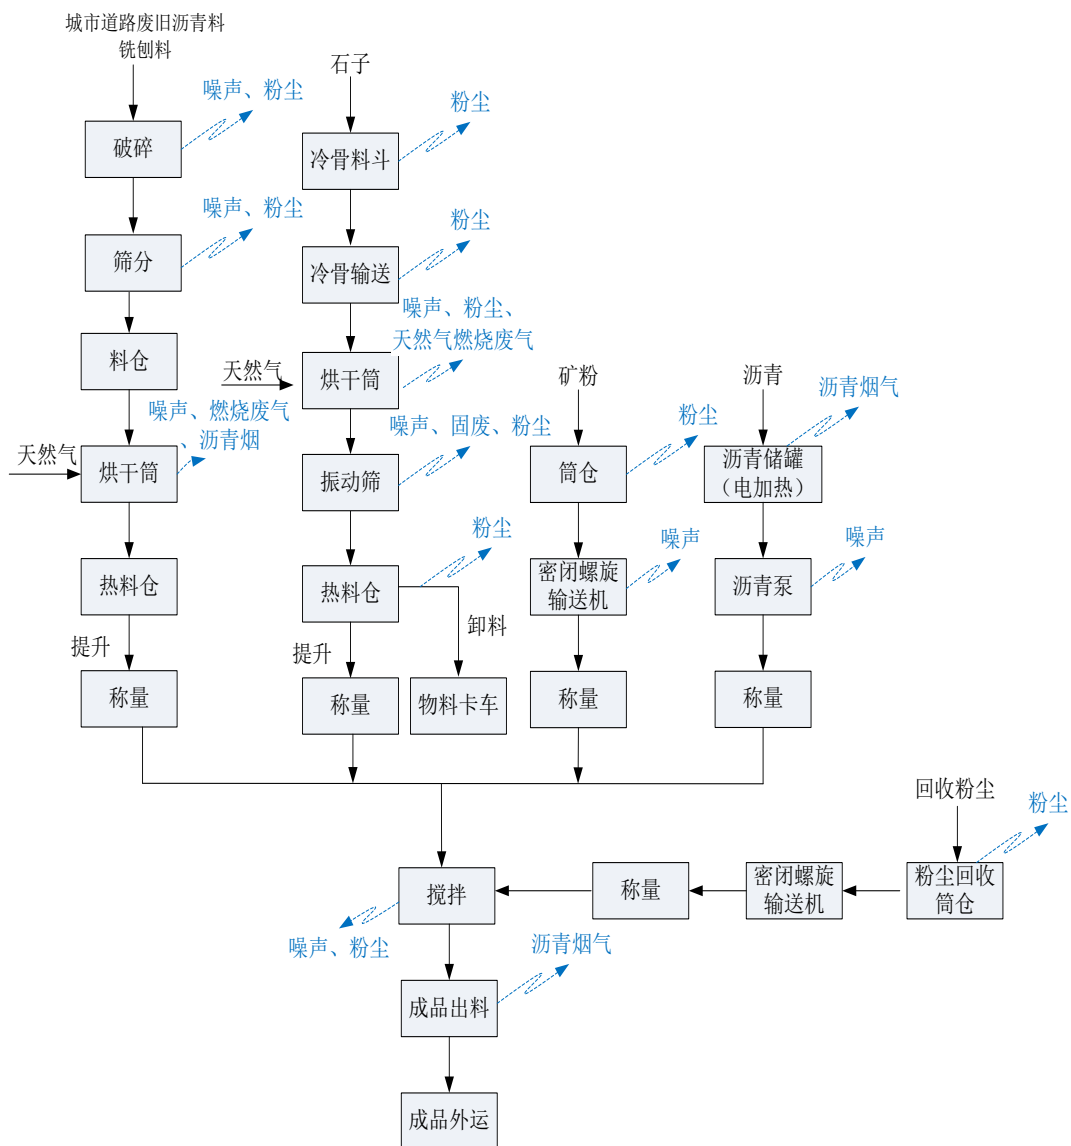 城市道路废旧沥青料
铣刨料
噪声、粉尘
破碎
噪声、粉尘
筛分
料仓
噪声、燃烧废气
、沥青烟
天然气
烘干筒
热料仓
提升
称量
石子
粉尘
冷骨料斗
粉尘
冷骨输送
噪声、粉尘、
天然气燃烧废气
天然气
烘干筒
噪声、固废、粉尘
振动筛
粉尘
热料仓
卸料
提升
称量
物料卡车
矿粉
粉尘
筒仓
噪声
密闭螺旋
输送机
称量
沥青
沥青烟气
沥青储罐
（电加热）
噪声
沥青泵
称量
回收粉尘
粉尘
粉尘回收
筒仓
密闭螺旋
输送机
称量
搅拌
噪声、粉尘
沥青烟气
成品出料
成品外运